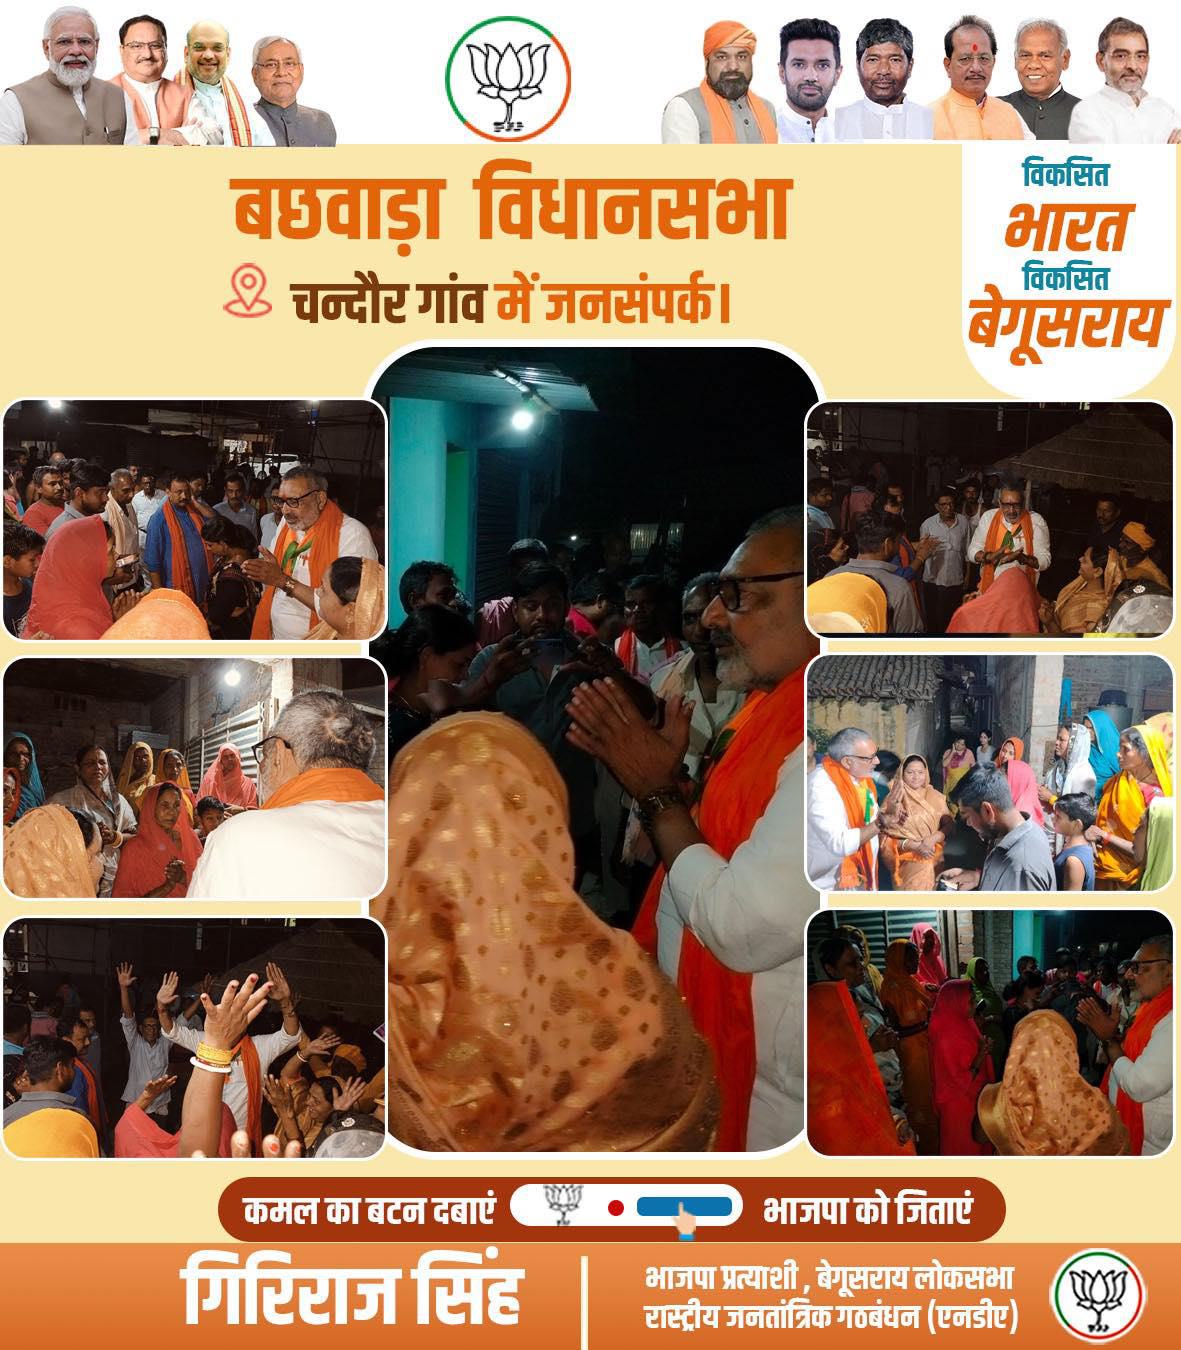 बछवाड़ा विधानसभा
चन्दौर गांव में जनसंपर्क।
विकसित
भारत
विकसित
बेगूसराय
कमल का बटन दबाएं
भाजपा को जिताएं
गिरिराज सिंह
भाजपा प्रत्याशी , बेगूसराय लोकसभा
रास्ट्रीय जनतांत्रिक गठबंधन (एनडीए)